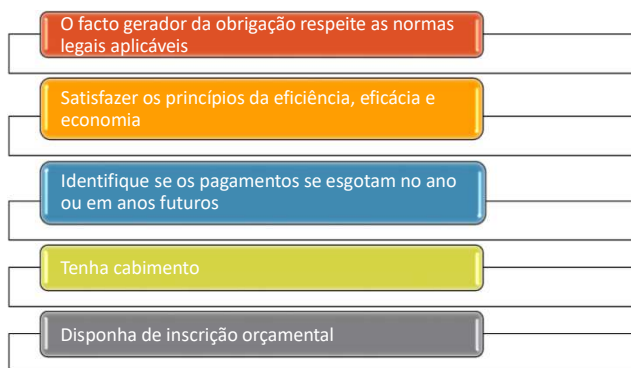 O facto gerador da obrigação respeite as normas
legais aplicáveis
Satisfazer os princípios da eficiência, eficácia e
economia
Identifique se os pagamentos se esgotam no ano
ou em anos futuros
Tenha cabimento
Disponha de inscrição orçamental